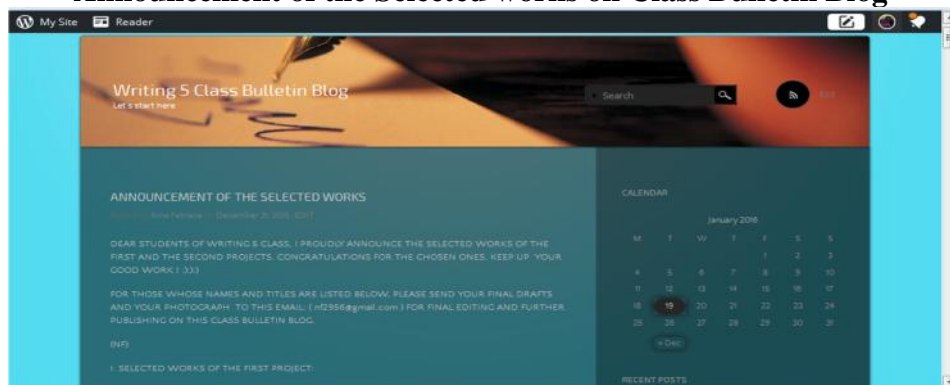 Announcement of the Selected Works on Class Bulletin Blog
My Site Reader
Writing 5 Class Bulletin Blog
Let's start here
Search
RSS
ANNOUNCEMENT OF THE SELECTED WORKS
December 31, 2015
DEAR STUDENTS OF WRITING 5 CLASS, I PROUDLY ANNOUNCE THE SELECTED WORKS OF THE
FIRST AND THE SECOND PROJECTS. CONGRATULATIONS FOR THE CHOSEN ONES, KEEP UP YOUR
GOOD WORK ! :)))
FOR THOSE WHOSE NAMES AND TITLES ARE LISTED BELOW, PLEASE SEND YOUR FINAL DRAFTS
AND YOUR PHOTOGRAPH TO THIS EMAIL: ( nf2956@gmail.com ) FOR FINAL EDITING AND FURTHER
PUBLISHING ON THIS CLASS BULLETIN BLOG.
(NF)
I. SELECTED WORKS OF THE FIRST PROJECT:
CALENDAR
January 2016
M T W T F S S
1 2 3
4 5 6 7 8 9 10
11 12 13 14 15 16 17
18 19 20 21 22 23 24
25 26 27 28 29 30 31
« Dec
RECENT POSTS